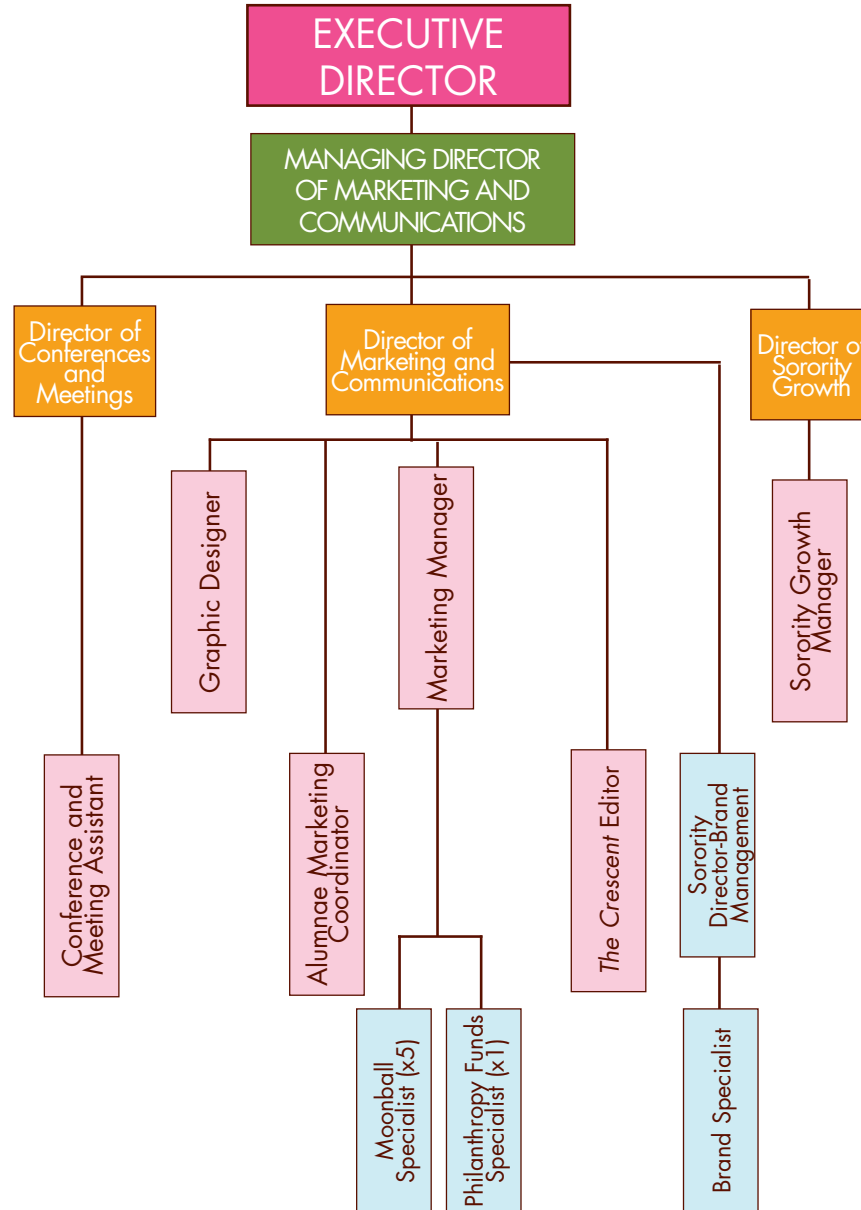 EXECUTIVE
DIRECTOR
MANAGING DIRECTOR
OF MARKETING AND
COMMUNICATIONS
Director of
Conferences
and
Meetings
Director of
Marketing and
Communications
Director of
Sorority
Growth
Graphic Designer
Marketing Manager
Sorority Growth
Manager
Conference and
Meeting Assistant
Alumnae Marketing
Coordinator
The Crescent Editor
Sorority
Director-Brand
Management
Moonball
Specialist (x5)
Philanthropy Funds
Specialist (x1)
Brand Specialist